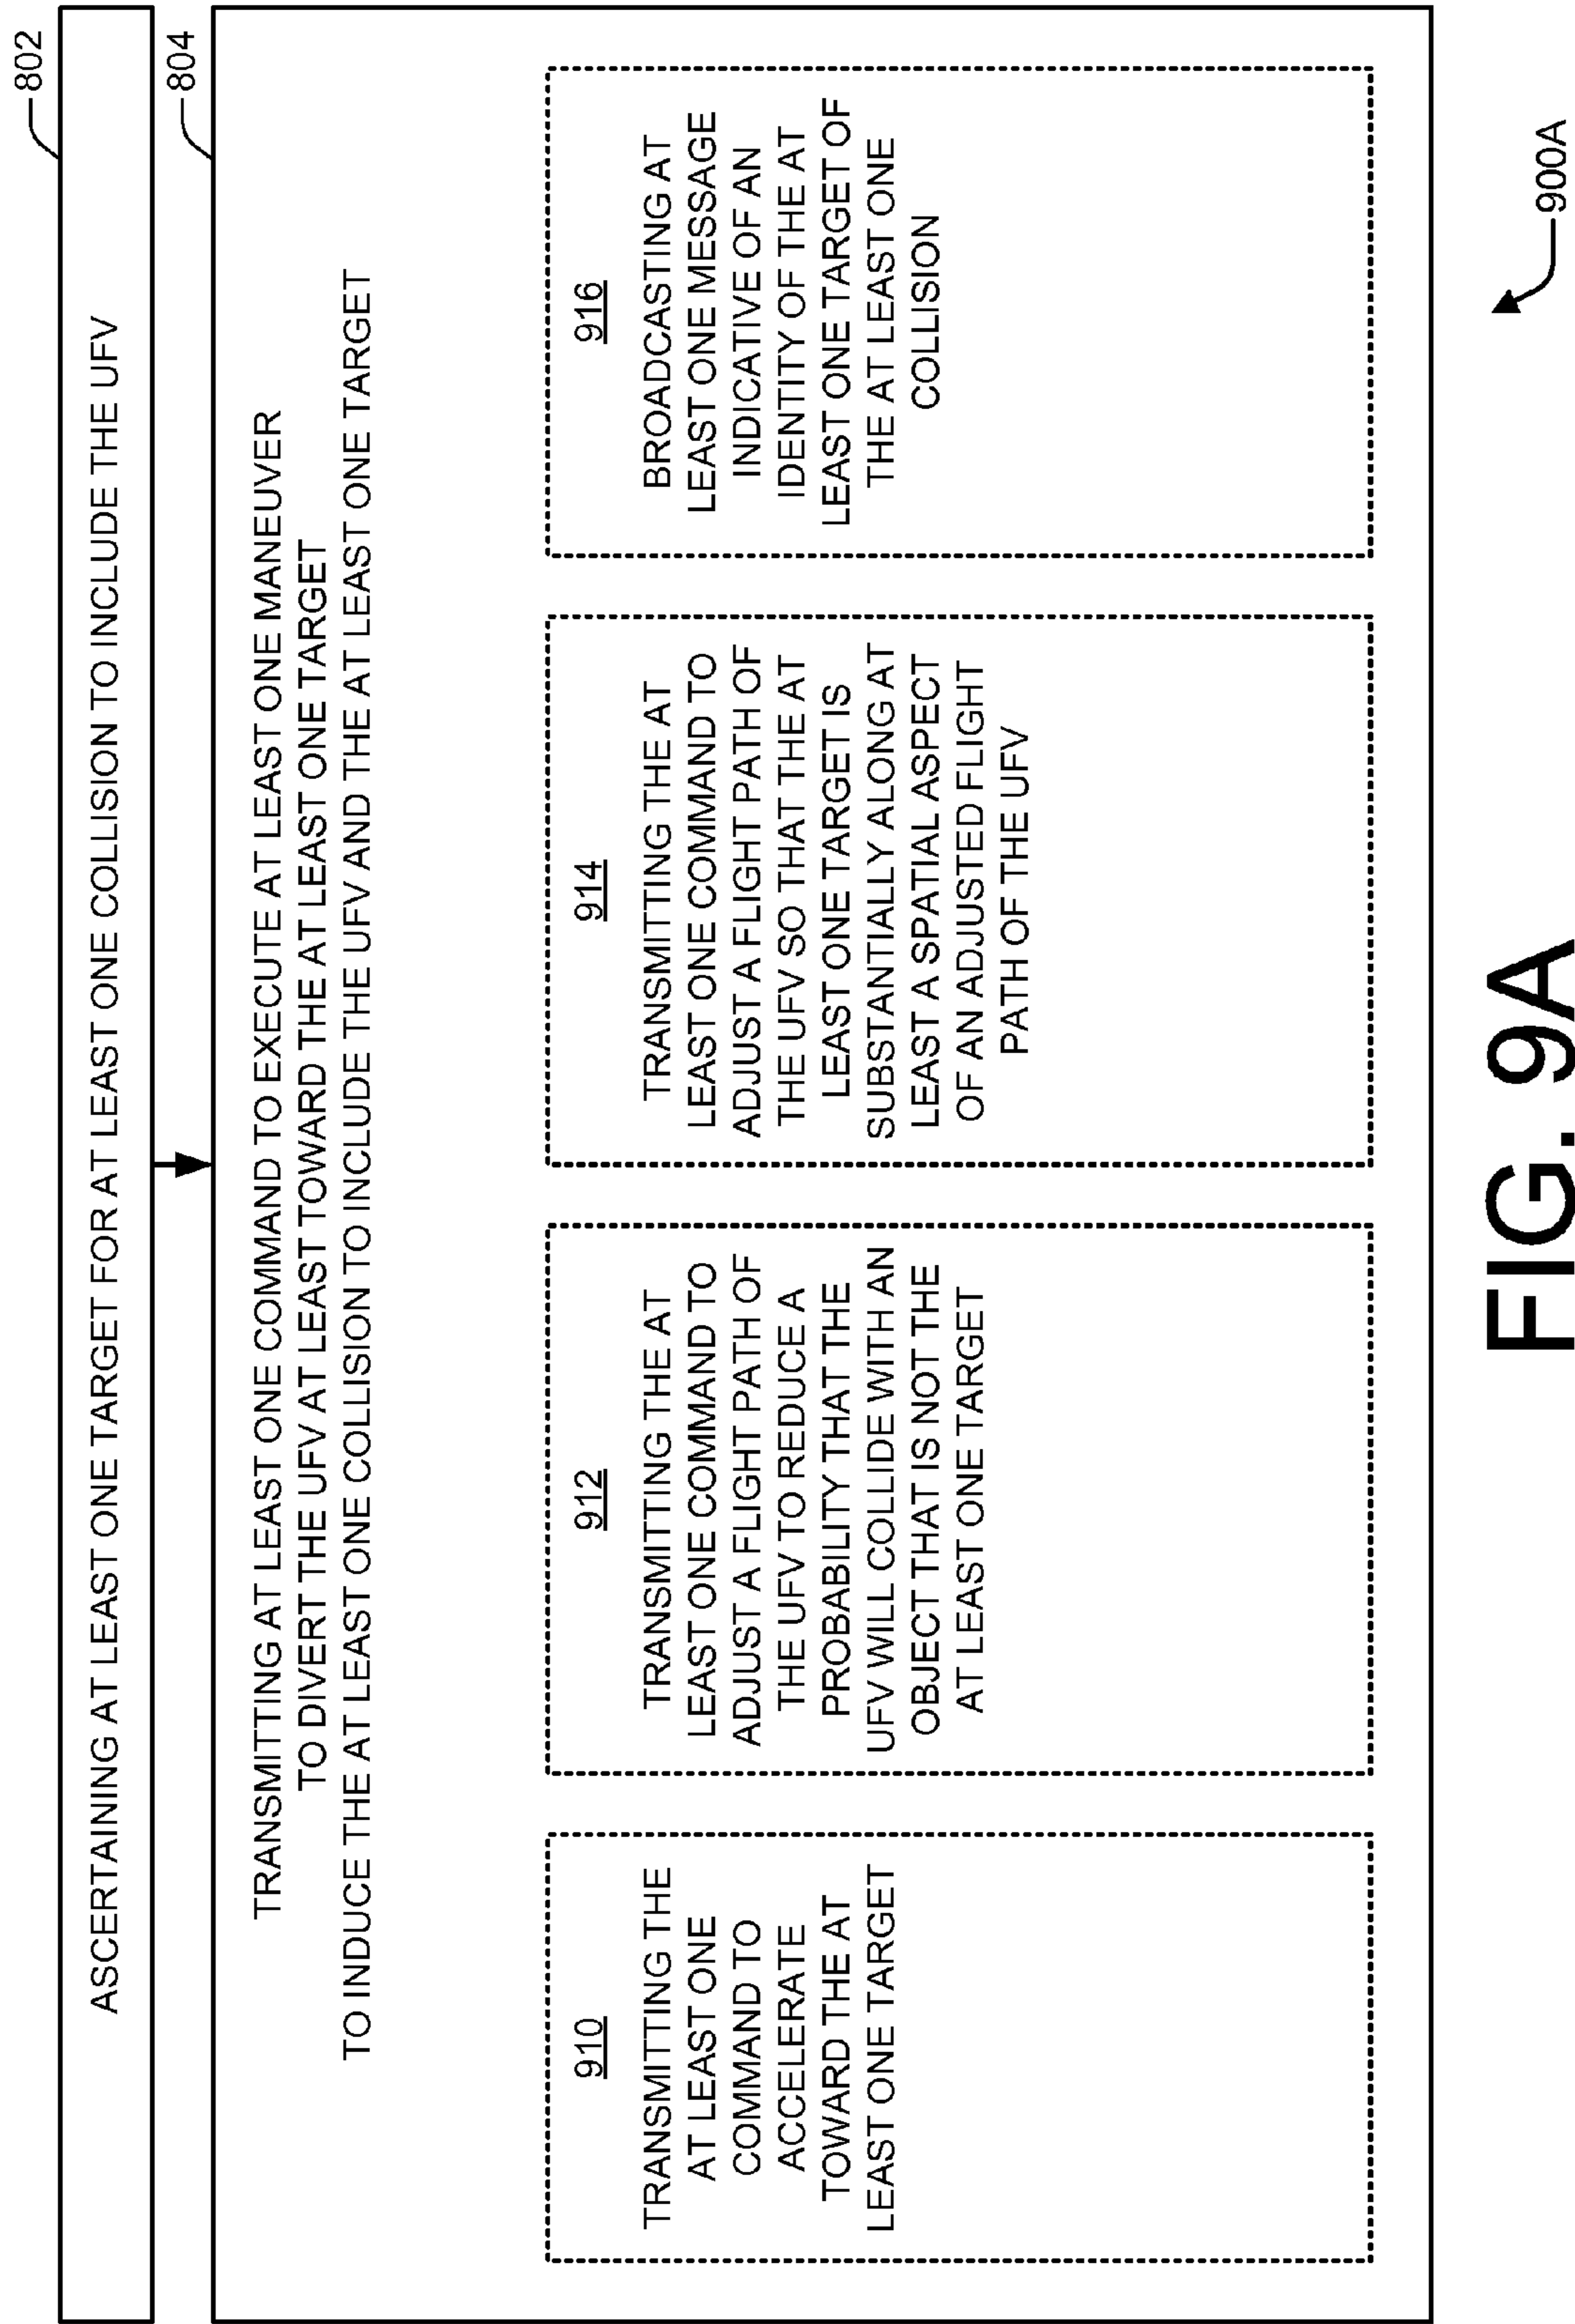 802
ASCERTAINING AT LEAST ONE TARGET FOR AT LEAST ONE COLLISION TO INCLUDE THE UFV
804
TRANSMITTING AT LEAST ONE COMMAND TO EXECUTE AT LEAST ONE MANEUVER
TO DIVERT THE UFV AT LEAST TOWARD THE AT LEAST ONE TARGET
TO INDUCE THE AT LEAST ONE COLLISION TO INCLUDE THE UFV AND THE AT LEAST ONE TARGET
910
TRANSMITTING THE
AT LEAST ONE
COMMAND TO
ACCELERATE
TOWARD THE AT
LEAST ONE TARGET
912
TRANSMITTING THE AT
LEAST ONE COMMAND TO
ADJUST A FLIGHT PATH OF
THE UFV TO REDUCE A
PROBABILITY THAT THE
UFV WILL COLLIDE WITH AN
OBJECT THAT IS NOT THE
AT LEAST ONE TARGET
914
TRANSMITTING THE AT
LEAST ONE COMMAND TO
ADJUST A FLIGHT PATH OF
THE UFV SO THAT THE AT
LEAST ONE TARGET IS
SUBSTANTIALLY ALONG AT
LEAST A SPATIAL ASPECT
OF AN ADJUSTED FLIGHT
PATH OF THE UFV
916
BROADCASTING AT
LEAST ONE MESSAGE
INDICATIVE OF AN
IDENTITY OF THE AT
LEAST ONE TARGET OF
THE AT LEAST ONE
COLLISION
900A
FIG. 9A